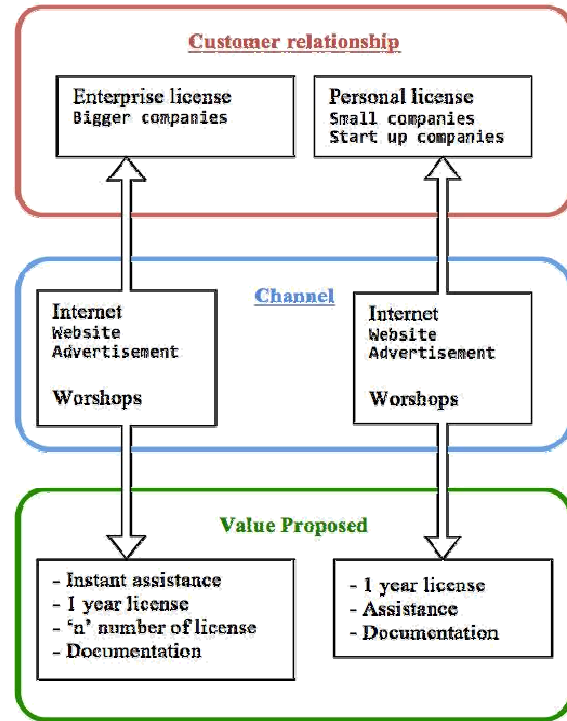 Customer relationship
Enterprise license
Bigger companies
Personal license
Small companies
Start up companies
Channel
Internet
Website
Advertisement
Worshops
Internet
Website
Advertisement
Worshops
Value Proposed
- Instant assistance
- 1 year license
- ‘n’ number of license
- Documentation
- 1 year license
- Assistance
- Documentation